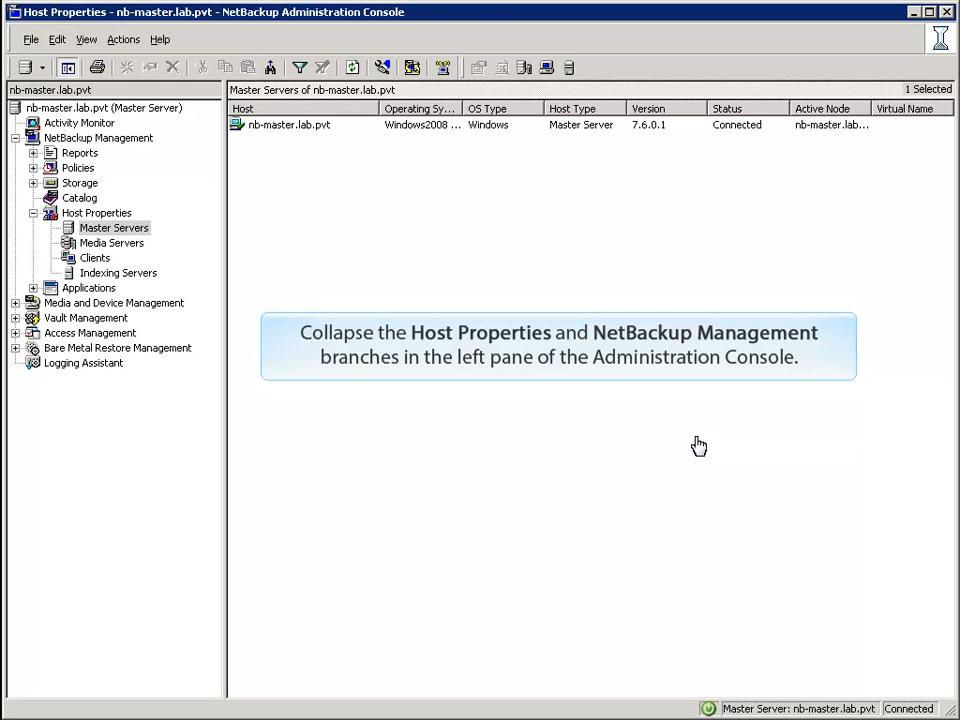 Host Properties - nb-master.lab.pvt - NetBackup Administration Console
File Edit View Actions Help
nb-master.lab.pvt
Master Servers of nb-master.lab.pvt 1 Selected
nb-master.lab.pvt (Master Server)
Activity Monitor
NetBackup Management
Reports
Policies
Storage
Catalog
Host Properties
Master Servers
Media Servers
Clients
Indexing Servers
Applications
Media and Device Management
Vault Management
Access Management
Bare Metal Restore Management
Logging Assistant
Host Operating Sy... OS Type Host Type Version Status Active Node Virtual Name
nb-master.lab.pvt Windows2008 ... Windows Master Server 7.6.0.1 Connected nb-master.lab...
Collapse the Host Properties and NetBackup Management
branches in the left pane of the Administration Console.
Master Server: nb-master.lab.pvt Connected